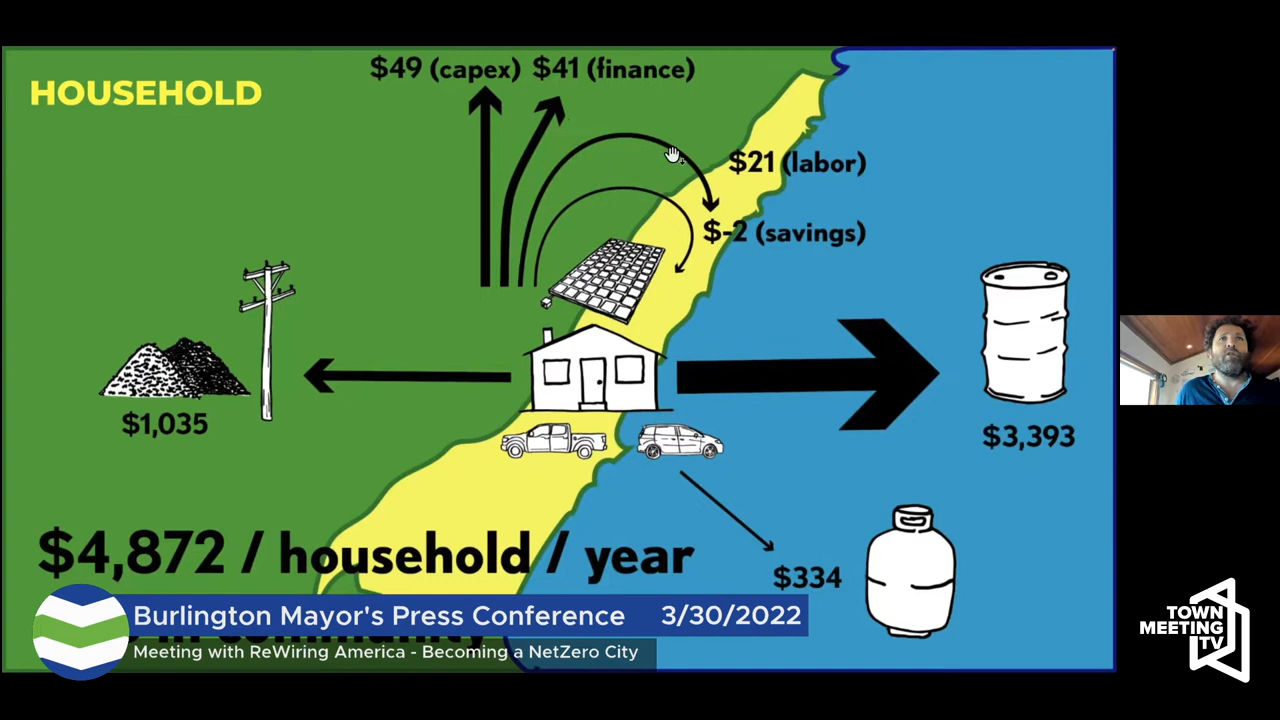 HOUSEHOLD
$49 (capex) $41 (finance)
$21 (labor)
$-2 (savings)
$1,035
$3,393
$4,872 / household / year
$334
Burlington Mayor's Press Conference 3/30/2022
Meeting with ReWiring America - Becoming a NetZero City
TOWN
MEETING
TV